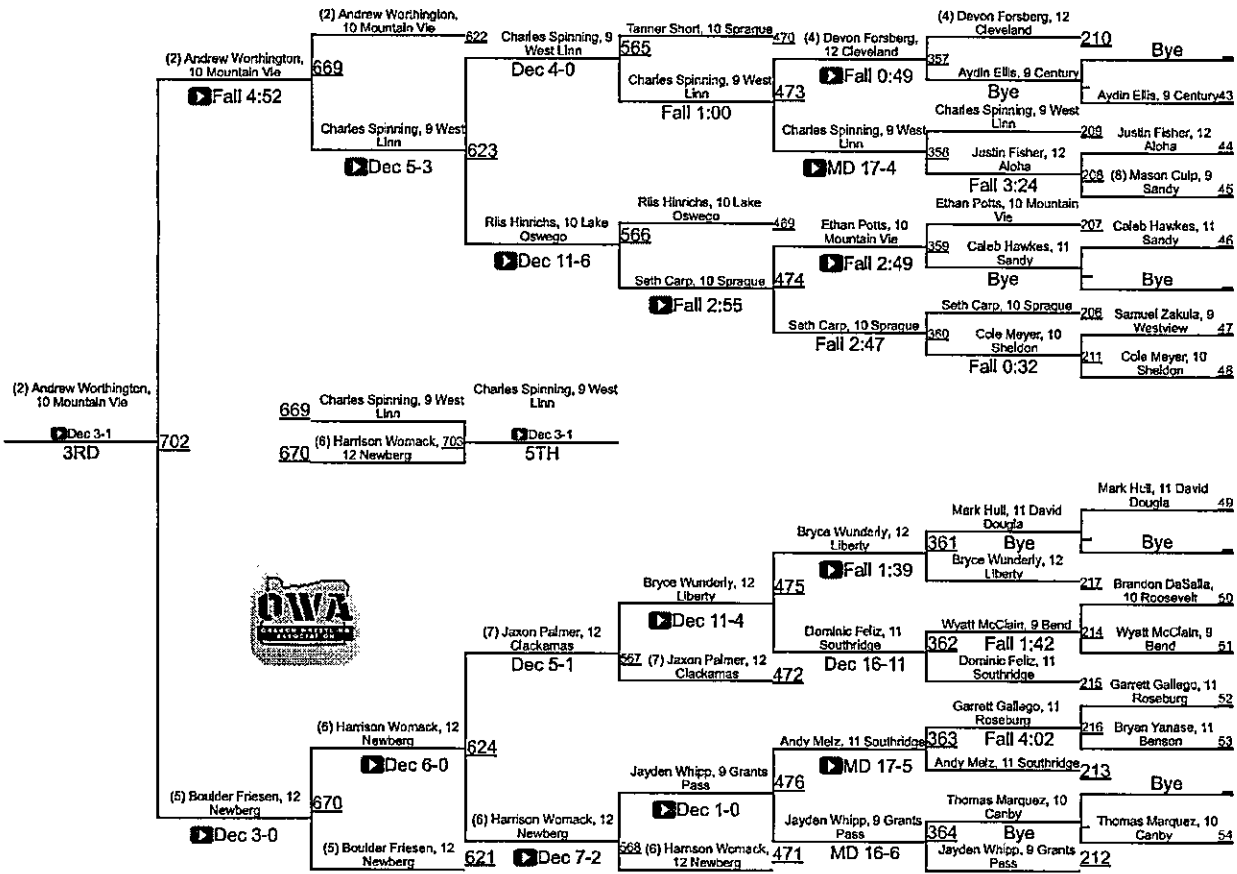 (2) Andrew Worthington,
10 Mountain Vie
622
(2) Andrew Worthington,
10 Mountain Vie
669
Fall 4:52
Charles Spinning, 9 West
Linn
623
Dec 5-3
Charles Spinning, 9
West Linn
565
Dec 4-0
Tanner Short, 10 Sprague
470
Charles Spinning, 9 West
Linn
473
Fall 1:00
(4) Devon Forsberg,
12 Cleveland
357
Fall 0:49
(4) Devon Forsberg, 12
Cleveland
210
Bye
Aydin Ellis, 9 Century
Bye
Aydin Ellis, 9 Century
43
Charles Spinning, 9 West
Linn
358
MD 17-4
Charles Spinning, 9 West
Linn
209
Justin Fisher, 12
Aloha
44
Justin Fisher, 12
Aloha
208
Fall 3:24
(8) Mason Culp, 9
Sandy
45
Riis Hinrichs, 10 Lake
Oswego
566
Dec 11-6
Riis Hinrichs, 10 Lake
Oswego
469
Seth Carp, 10 Sprague
474
Fall 2:55
Ethan Potts, 10
Mountain Vie
359
Fall 2:49
Ethan Potts, 10 Mountain
Vie
207
Caleb Hawkes, 11
Sandy
46
Caleb Hawkes, 11
Sandy
Bye
Bye
Seth Carp, 10 Sprague
360
Fall 2:47
Seth Carp, 10 Sprague
206
Samuel Zakula, 9
Westview
47
Cole Meyer, 10
Sheldon
211
Fall 0:32
Cole Meyer, 10
Sheldon
48
(2) Andrew Worthington,
10 Mountain Vie
702
Dec 3-1
3RD
669
Charles Spinning, 9 West
Linn
670
(6) Harrison Womack,
12 Newberg
703
Charles Spinning, 9 West
Linn
Dec 3-1
5TH
OWA
OREGON WRESTLING
ASSOCIATION
Mark Hull, 11 David
Dougla
49
Mark Hull, 11 David
Dougla
Bye
Bye
Bryce Wunderly, 12
Liberty
361
Fall 1:39
Bryce Wunderly, 12
Liberty
217
Brandon DaSalla,
10 Roosevelt
50
Bryce Wunderly, 12
Liberty
475
Dec 11-4
Wyatt McClain, 9 Bend
214
Fall 1:42
Wyatt McClain, 9
Bend
51
Dominic Feliz, 11
Southridge
362
Dec 16-11
Dominic Feliz, 11
Southridge
215
(7) Jaxon Palmer, 12
Clackamas
567
Dec 5-1
(7) Jaxon Palmer, 12
Clackamas
472
Garrett Gallego, 11
Roseburg
52
Garrett Gallego, 11
Roseburg
216
Fall 4:02
Bryan Yanase, 11
Benson
53
(6) Harrison Womack, 12
Newberg
624
Dec 6-0
Andy Melz, 11 Southridge
363
MD 17-5
Andy Melz, 11 Southridge
213
Bye
Jayden Whipp, 9 Grants
Pass
476
Dec 1-0
Thomas Marquez, 10
Canby
Bye
Thomas Marquez, 10
Canby
54
(5) Boulder Friesen, 12
Newberg
670
Dec 3-0
Jayden Whipp, 9 Grants
Pass
364
MD 16-6
Jayden Whipp, 9 Grants
Pass
212
(6) Harrison Womack, 12
Newberg
568
Dec 7-2
(6) Harrison Womack,
12 Newberg
471
(5) Boulder Friesen, 12
Newberg
621